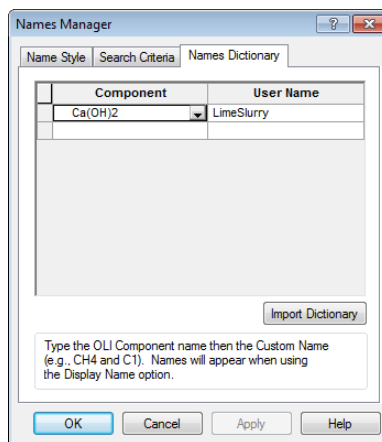 Names Manager
Name Style Search Criteria Names Dictionary
Component User Name
Ca(OH)2 LimeSlurry
Import Dictionary
Type the OLI Component name then the Custom Name
(e.g., CH4 and C1). Names will appear when using
the Display Name option.
OK Cancel Apply Help